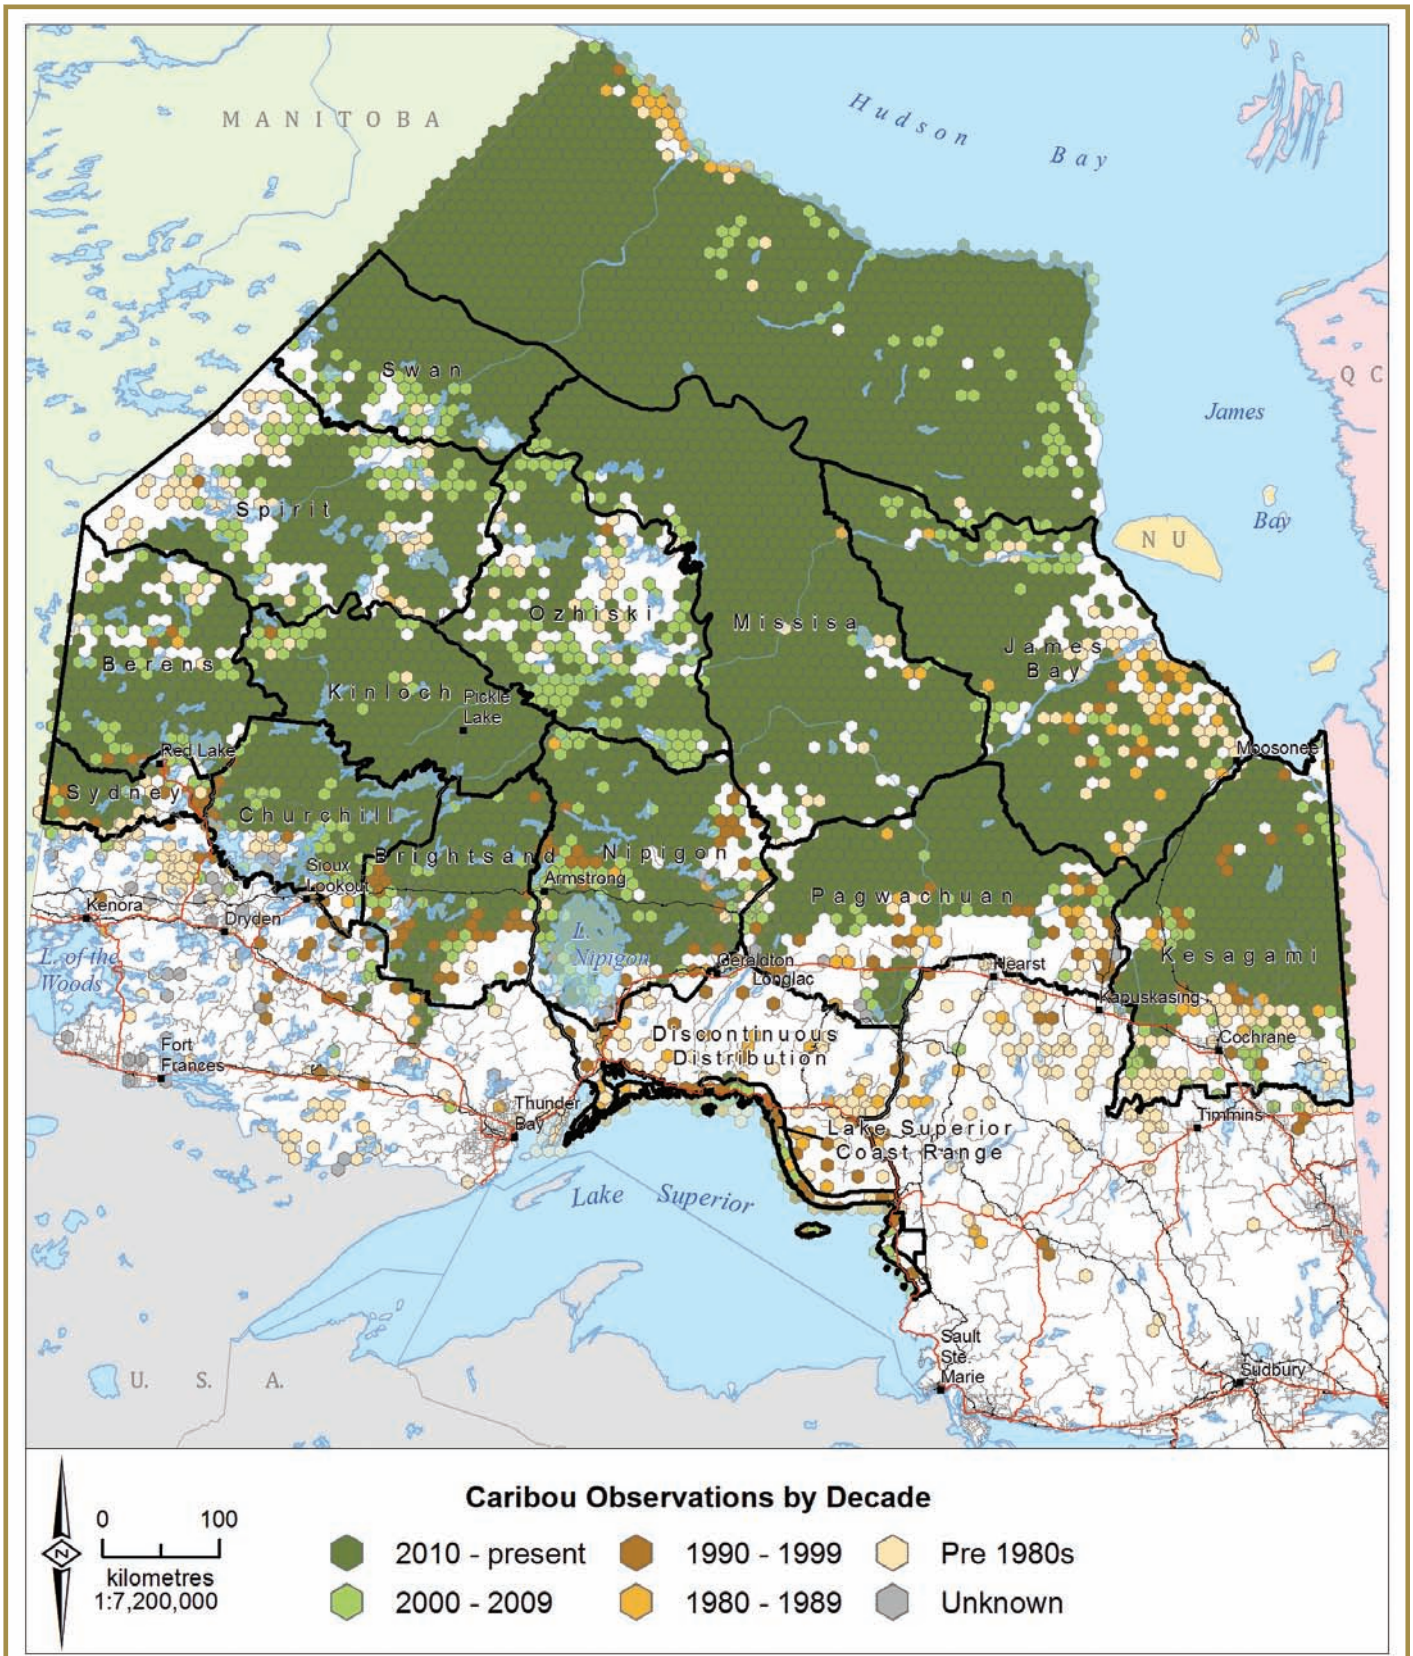 MANITOBA
Hudson
Bay
Swan
QC
James
Bay
NU
Spirit
Ozhiski
Missisa
James
Bay
Berens
Kinloch
Pickle
Lake
Red Lake
Moosonee
Sydney
Churchill
Brightsand
Nipigon
Sioux
Lookout
Armstrong
Pagwachuan
Kenora
Dryden
L. of the
Woods
L.
Nipigon
Geraldton
Longlac
Hearst
Kesagami
Kapuskasing
Cochrane
Discontinuous
Distribution
Fort
Frances
Thunder
Bay
Timmins
Lake Superior
Coast Range
Lake Superior
Sault
Ste.
Marie
Sudbury
U. S. A.
Caribou Observations by Decade
N
0 100
kilometres
1:7,200,000
2010 - present
1990 - 1999
Pre 1980s
2000 - 2009
1980 - 1989
Unknown